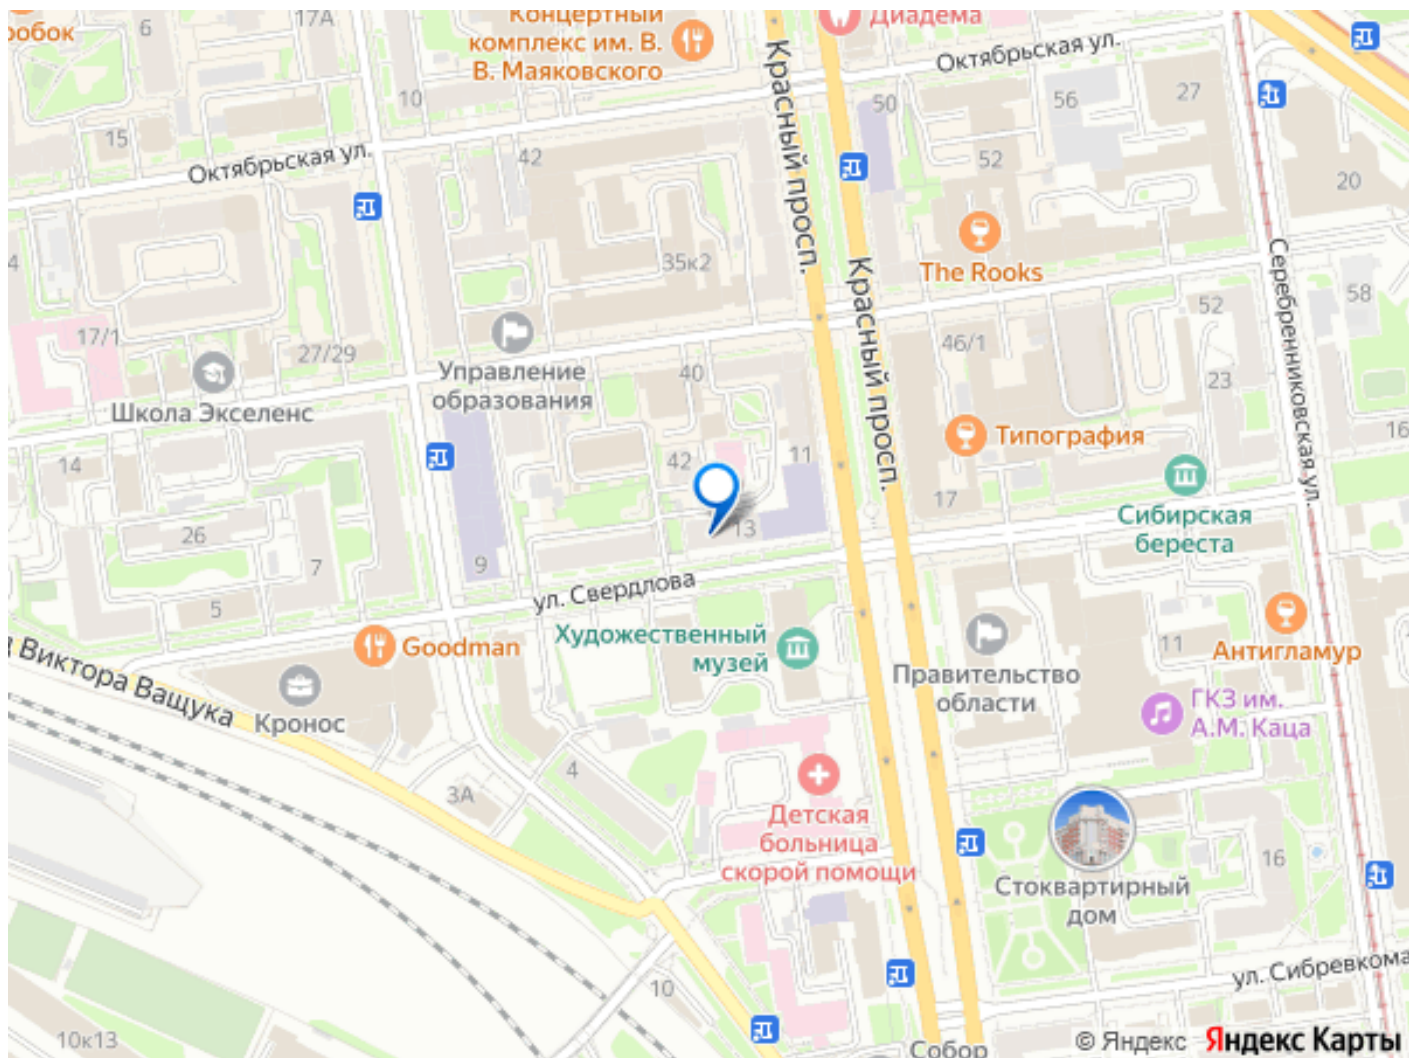 робок
6
17А
Концертный
комплекс им. В.
В. Маяковского
Диадема
Октябрьская ул.
10
15
Октябрьская ул.
42
Красный просп.
50
56
27
52
20
4
35к2
The Rooks
Красный просп.
Серебренниковская ул.
17/1
27/29
Управление
образования
40
46/1
52
58
23
Школа Экселенс
14
42
11
Типография
16
17
Сибирская
береста
26
7
9
13
5
ул. Свердлова
Goodman
Художественный
музей
Правительство
области
11
Антигламур
Виктора Ващука
Кронос
ГКЗ им.
А.М. Каца
4
3А
Детская
больница
скорой помощи
Стоквартирный
дом
16
ул. Сибревкома
10
10к13
Собор
© Яндекс Яндекс Карты